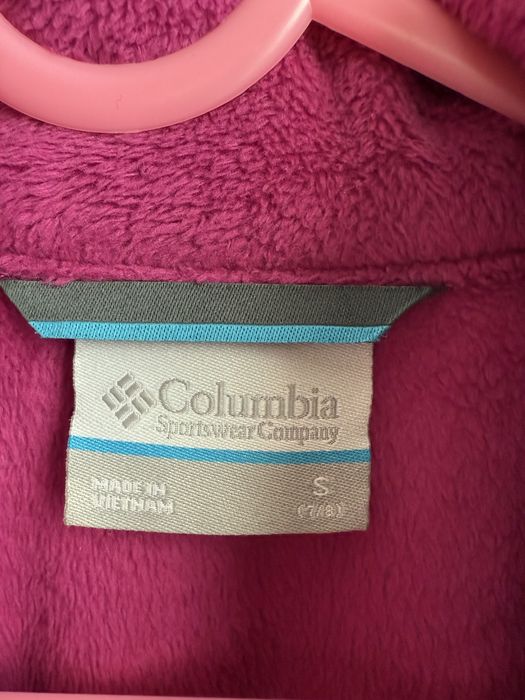 Columbia
Sportswear Company
MADE IN
VIETNAM
S
(7/8)